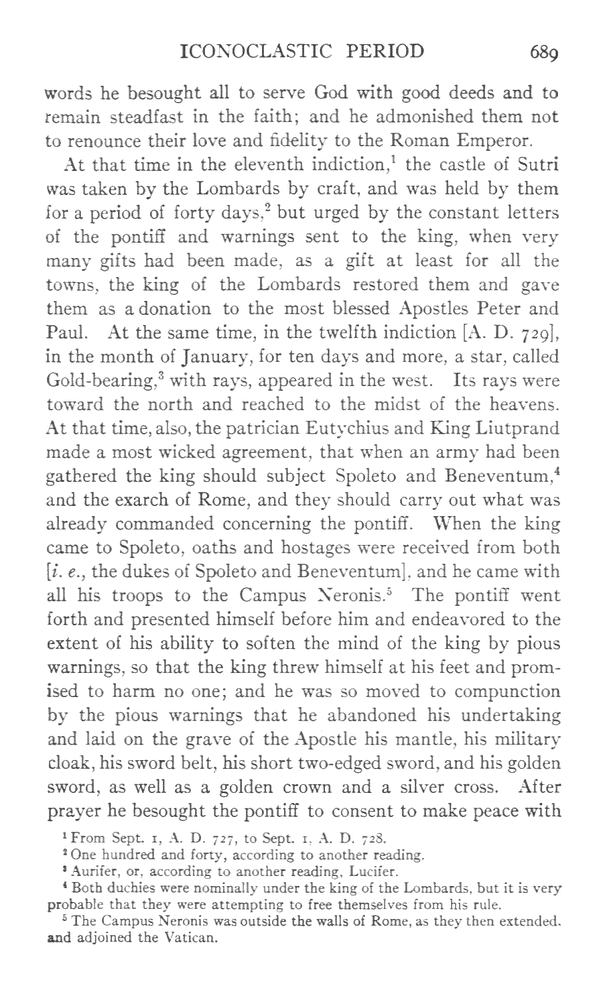 ICONOCLASTIC PERIOD 689
words he besought all to serve God with good deeds and to
remain steadfast in the faith; and he admonished them not
to renounce their love and fidelity to the Roman Emperor.
At that time in the eleventh indiction,¹ the castle of Sutri
was taken by the Lombards by craft, and was held by them
for a period of forty days,² but urged by the constant letters
of the pontiff and warnings sent to the king, when very
many gifts had been made, as a gift at least for all the
towns, the king of the Lombards restored them and gave
them as a donation to the most blessed Apostles Peter and
Paul. At the same time, in the twelfth indiction [A. D. 729],
in the month of January, for ten days and more, a star, called
Gold-bearing,³ with rays, appeared in the west. Its rays were
toward the north and reached to the midst of the heavens.
At that time, also, the patrician Eutychius and King Liutprand
made a most wicked agreement, that when an army had been
gathered the king should subject Spoleto and Beneventum,⁴
and the exarch of Rome, and they should carry out what was
already commanded concerning the pontiff. When the king
came to Spoleto, oaths and hostages were received from both
[i. e., the dukes of Spoleto and Beneventum], and he came with
all his troops to the Campus Neronis.⁵ The pontiff went
forth and presented himself before him and endeavored to the
extent of his ability to soften the mind of the king by pious
warnings, so that the king threw himself at his feet and prom-
ised to harm no one; and he was so moved to compunction
by the pious warnings that he abandoned his undertaking
and laid on the grave of the Apostle his mantle, his military
cloak, his sword belt, his short two-edged sword, and his golden
sword, as well as a golden crown and a silver cross. After
prayer he besought the pontiff to consent to make peace with
¹ From Sept. 1, A. D. 727, to Sept. 1, A. D. 728.
² One hundred and forty, according to another reading.
³ Aurifer, or, according to another reading, Lucifer.
⁴ Both duchies were nominally under the king of the Lombards, but it is very
probable that they were attempting to free themselves from his rule.
⁵ The Campus Neronis was outside the walls of Rome, as they then extended,
and adjoined the Vatican.